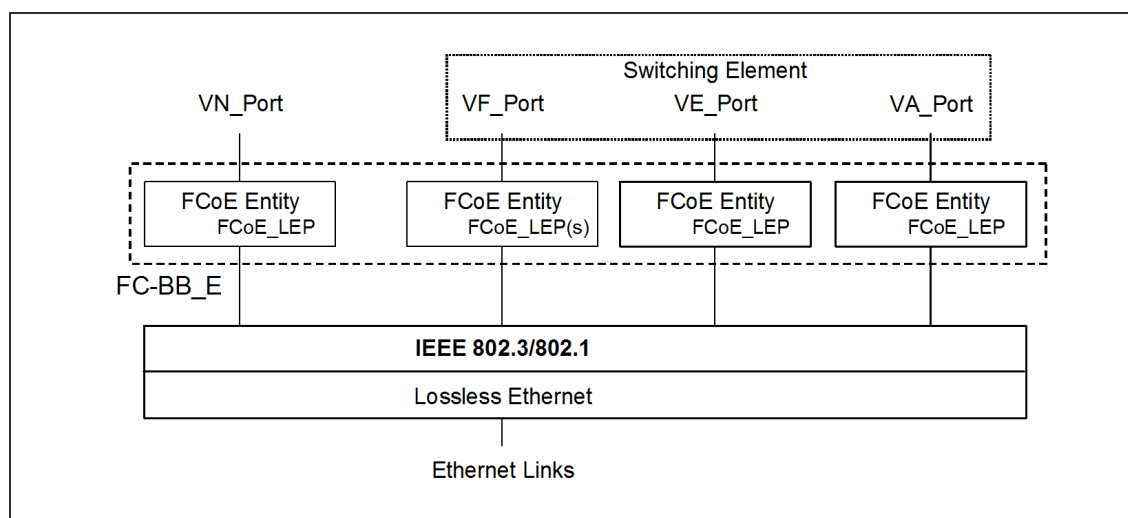 Switching Element
VN_Port
VF_Port
VE_Port
VA_Port
FCoE Entity
FCoE_LEP
FCoE Entity
FCoE_LEP(s)
FCoE Entity
FCoE_LEP
FCoE Entity
FCoE_LEP
FC-BB_E
IEEE 802.3/802.1
Lossless Ethernet
Ethernet Links